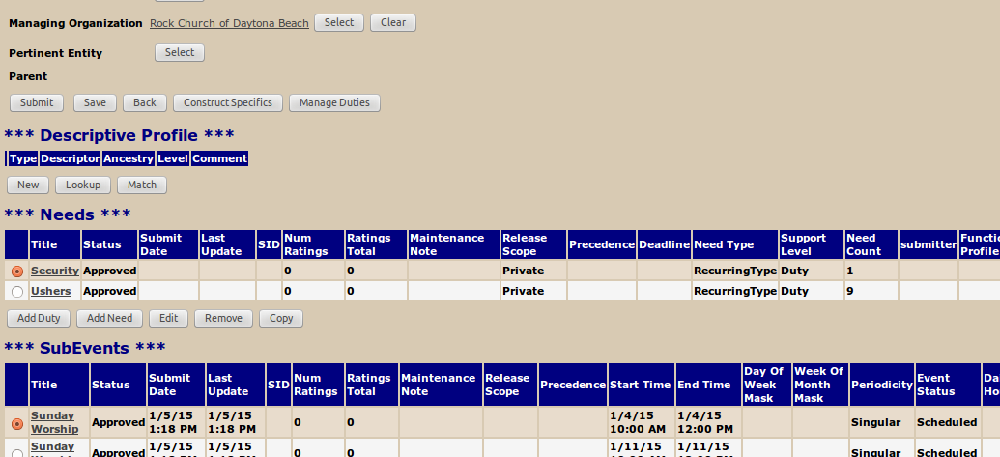 Managing Organization Rock Church of Daytona Beach Select Clear
Pertinent Entity Select
Parent
Submit Save Back Construct Specifics Manage Duties
*** Descriptive Profile ***
Type Descriptor Ancestry Level Comment
New Lookup Match
*** Needs ***
Title Status Submit Date Last Update SID Num Ratings Ratings Total Maintenance Note Release Scope Precedence Deadline Need Type Support Level Need Count submitter Functi Profile
Security Approved 0 0 Private RecurringType Duty 1
Ushers Approved 0 0 Private RecurringType Duty 9
Add Duty Add Need Edit Remove Copy
*** SubEvents ***
Title Status Submit Date Last Update SID Num Ratings Ratings Total Maintenance Note Release Scope Precedence Start Time End Time Day Of Week Mask Week Of Month Mask Periodicity Event Status Da Ho
Sunday Worship Approved 1/5/15 1:18 PM 1/5/15 1:18 PM 0 0 1/4/15 10:00 AM 1/4/15 12:00 PM Singular Scheduled
Sunday Approved 1/5/15 1/5/15 0 0 1/11/15 1/11/15 Singular Scheduled